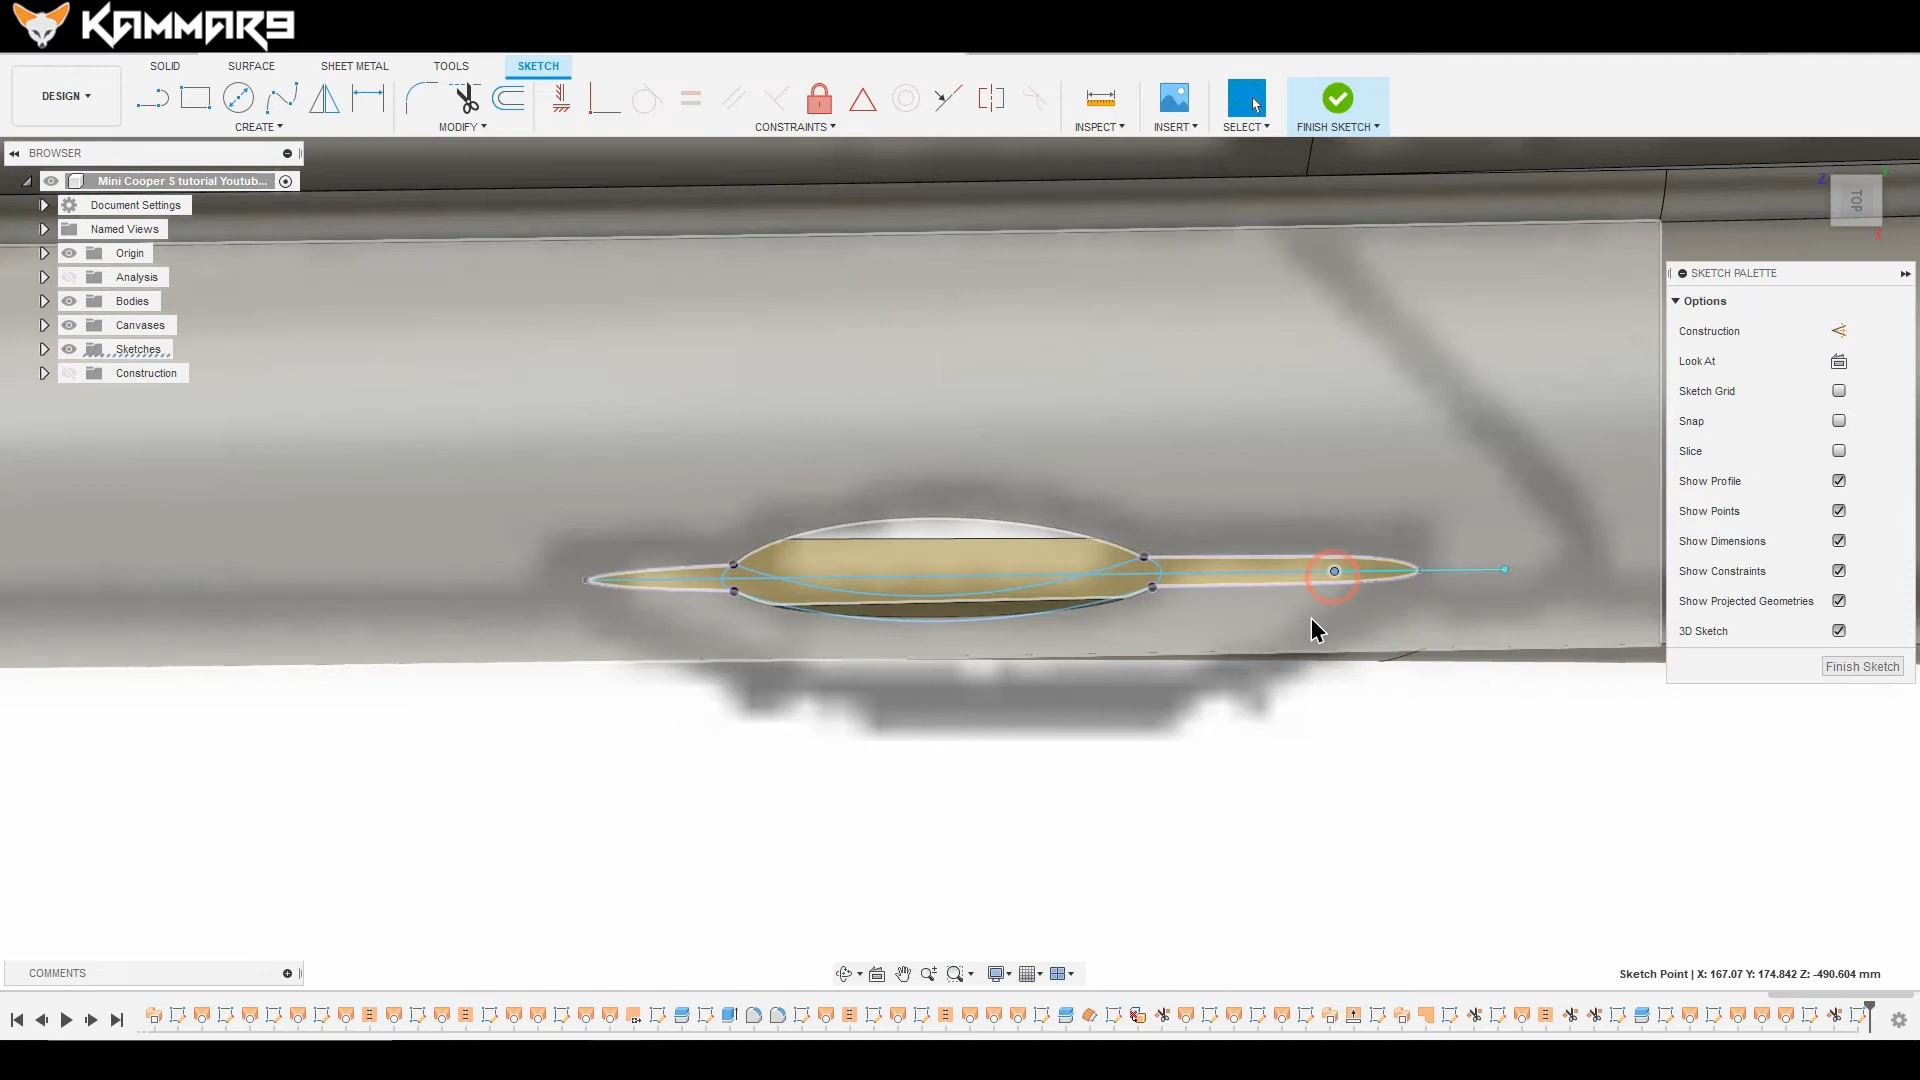 KAMMAR9
SOLID SURFACE SHEET METAL TOOLS SKETCH
DESIGN
CREATE MODIFY CONSTRAINTS INSPECT INSERT SELECT FINISH SKETCH
BROWSER
Mini Cooper S tutorial Youtub...
Document Settings
Named Views
Origin
Analysis
Bodies
Canvases
Sketches
Construction
Z
TOP
X
SKETCH PALETTE
Options
Construction
Look At
Sketch Grid
Snap
Slice
Show Profile
Show Points
Show Dimensions
Show Constraints
Show Projected Geometries
3D Sketch
Finish Sketch
COMMENTS
Sketch Point | X: 167.07 Y: 174.842 Z: -490.604 mm